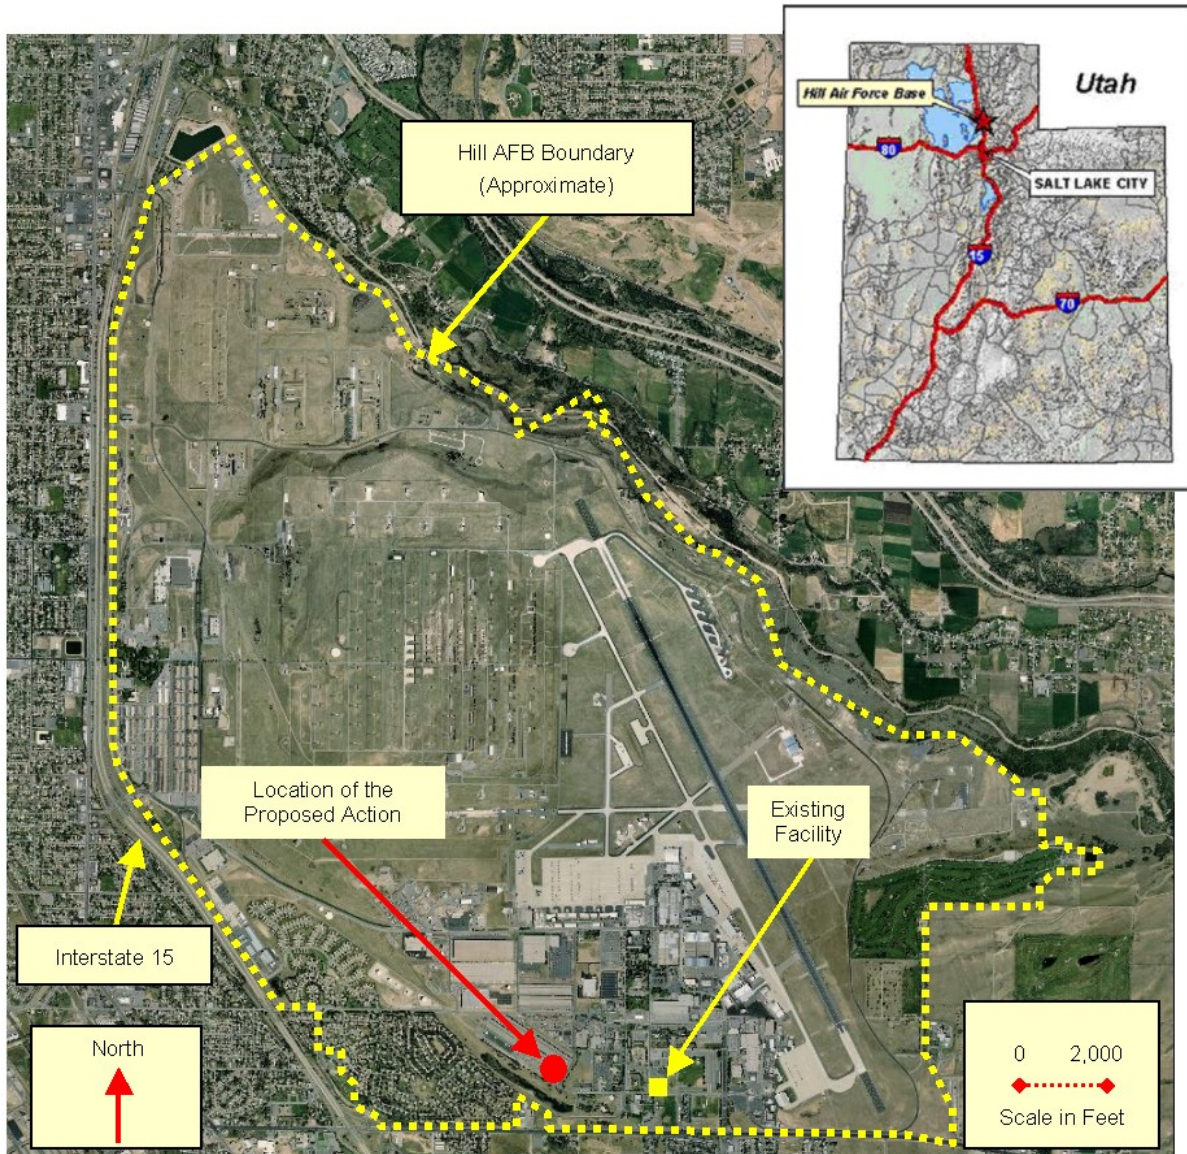 Utah
Hill Air Force Base
80
SALT LAKE CITY
15
70
Hill AFB Boundary
(Approximate)
Location of the
Proposed Action
Existing
Facility
Interstate 15
North
0 2,000
Scale in Feet